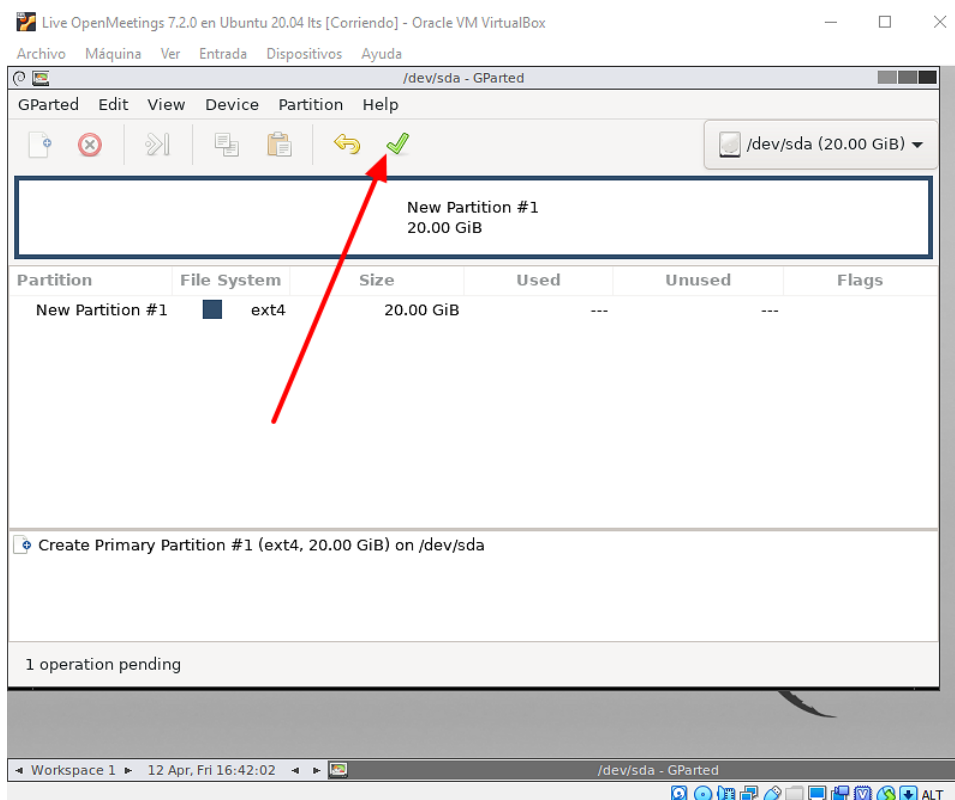 Live OpenMeetings 7.2.0 en Ubuntu 20.04 lts [Corriendo] - Oracle VM VirtualBox
Archivo Máquina Ver Entrada Dispositivos Ayuda
/dev/sda - GParted
GParted Edit View Device Partition Help
/dev/sda (20.00 GiB)
New Partition #1
20.00 GiB
Partition File System Size Used Unused Flags
New Partition #1 ext4 20.00 GiB --- ---
Create Primary Partition #1 (ext4, 20.00 GiB) on /dev/sda
1 operation pending
Workspace 1 12 Apr, Fri 16:42:02 /dev/sda - GParted
ALT